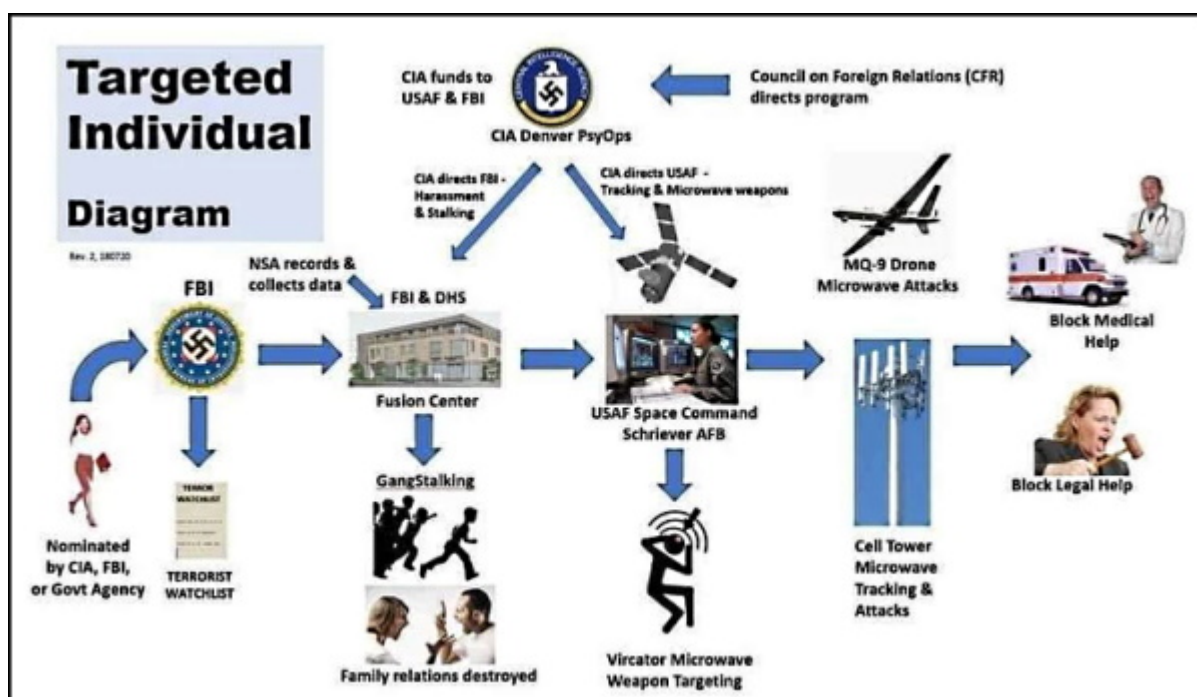 Targeted
Individual
Diagram
Rev. 2, 180720
CIA funds to
USAF & FBI
CIA Denver PsyOps
Council on Foreign Relations (CFR)
directs program
CIA directs FBI -
Harassment
& Stalking
CIA directs USAF -
Tracking & Microwave weapons
NSA records &
collects data
FBI
FBI & DHS
Fusion Center
USAF Space Command
Schriever AFB
MQ-9 Drone
Microwave Attacks
Block Medical
Help
Block Legal Help
Nominated
by CIA, FBI,
or Govt Agency
TERROR
WATCHLIST
TERRORIST
WATCHLIST
GangStalking
Family relations destroyed
Vircator Microwave
Weapon Targeting
Cell Tower
Microwave
Tracking &
Attacks